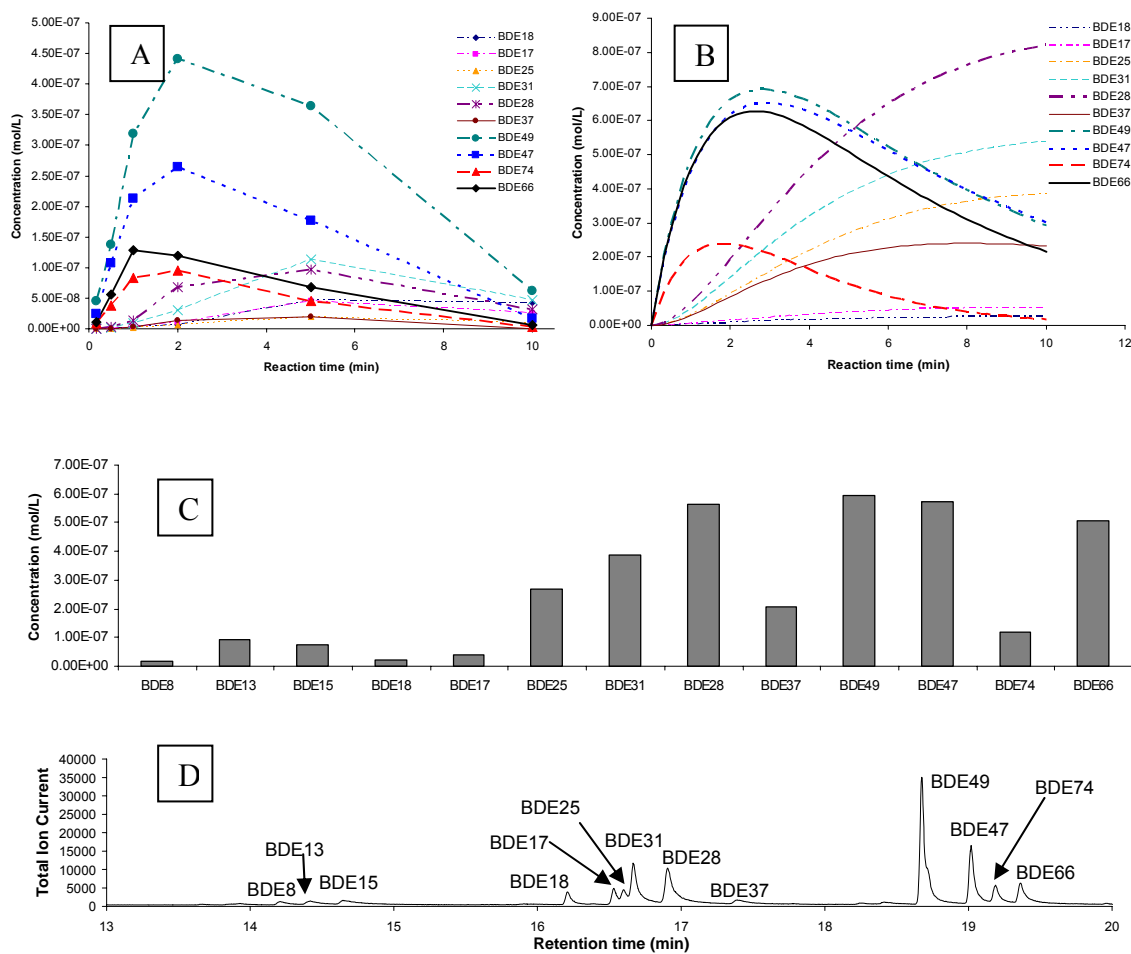 A
Concentration (mol/L)
5.00E-07
4.50E-07
4.00E-07
3.50E-07
3.00E-07
2.50E-07
2.00E-07
1.50E-07
1.00E-07
5.00E-08
0.00E+00
0 2 4 6 8 10
Reaction time (min)
BDE18
BDE17
BDE25
BDE31
BDE28
BDE37
BDE49
BDE47
BDE74
BDE66
B
Concentration (mol/L)
9.00E-07
8.00E-07
7.00E-07
6.00E-07
5.00E-07
4.00E-07
3.00E-07
2.00E-07
1.00E-07
0.00E+00
0 2 4 6 8 10 12
Reaction time (min)
BDE18
BDE17
BDE25
BDE31
BDE28
BDE37
BDE49
BDE47
BDE74
BDE66
C
Concentration (mol/L)
7.00E-07
6.00E-07
5.00E-07
4.00E-07
3.00E-07
2.00E-07
1.00E-07
0.00E+00
BDE8 BDE13 BDE15 BDE18 BDE17 BDE25 BDE31 BDE28 BDE37 BDE49 BDE47 BDE74 BDE66
D
Total Ion Current
40000
35000
30000
25000
20000
15000
10000
5000
0
BDE8
BDE13
BDE15
BDE18
BDE17
BDE25
BDE31
BDE28
BDE37
BDE49
BDE47
BDE74
BDE66
13 14 15 16 17 18 19 20
Retention time (min)